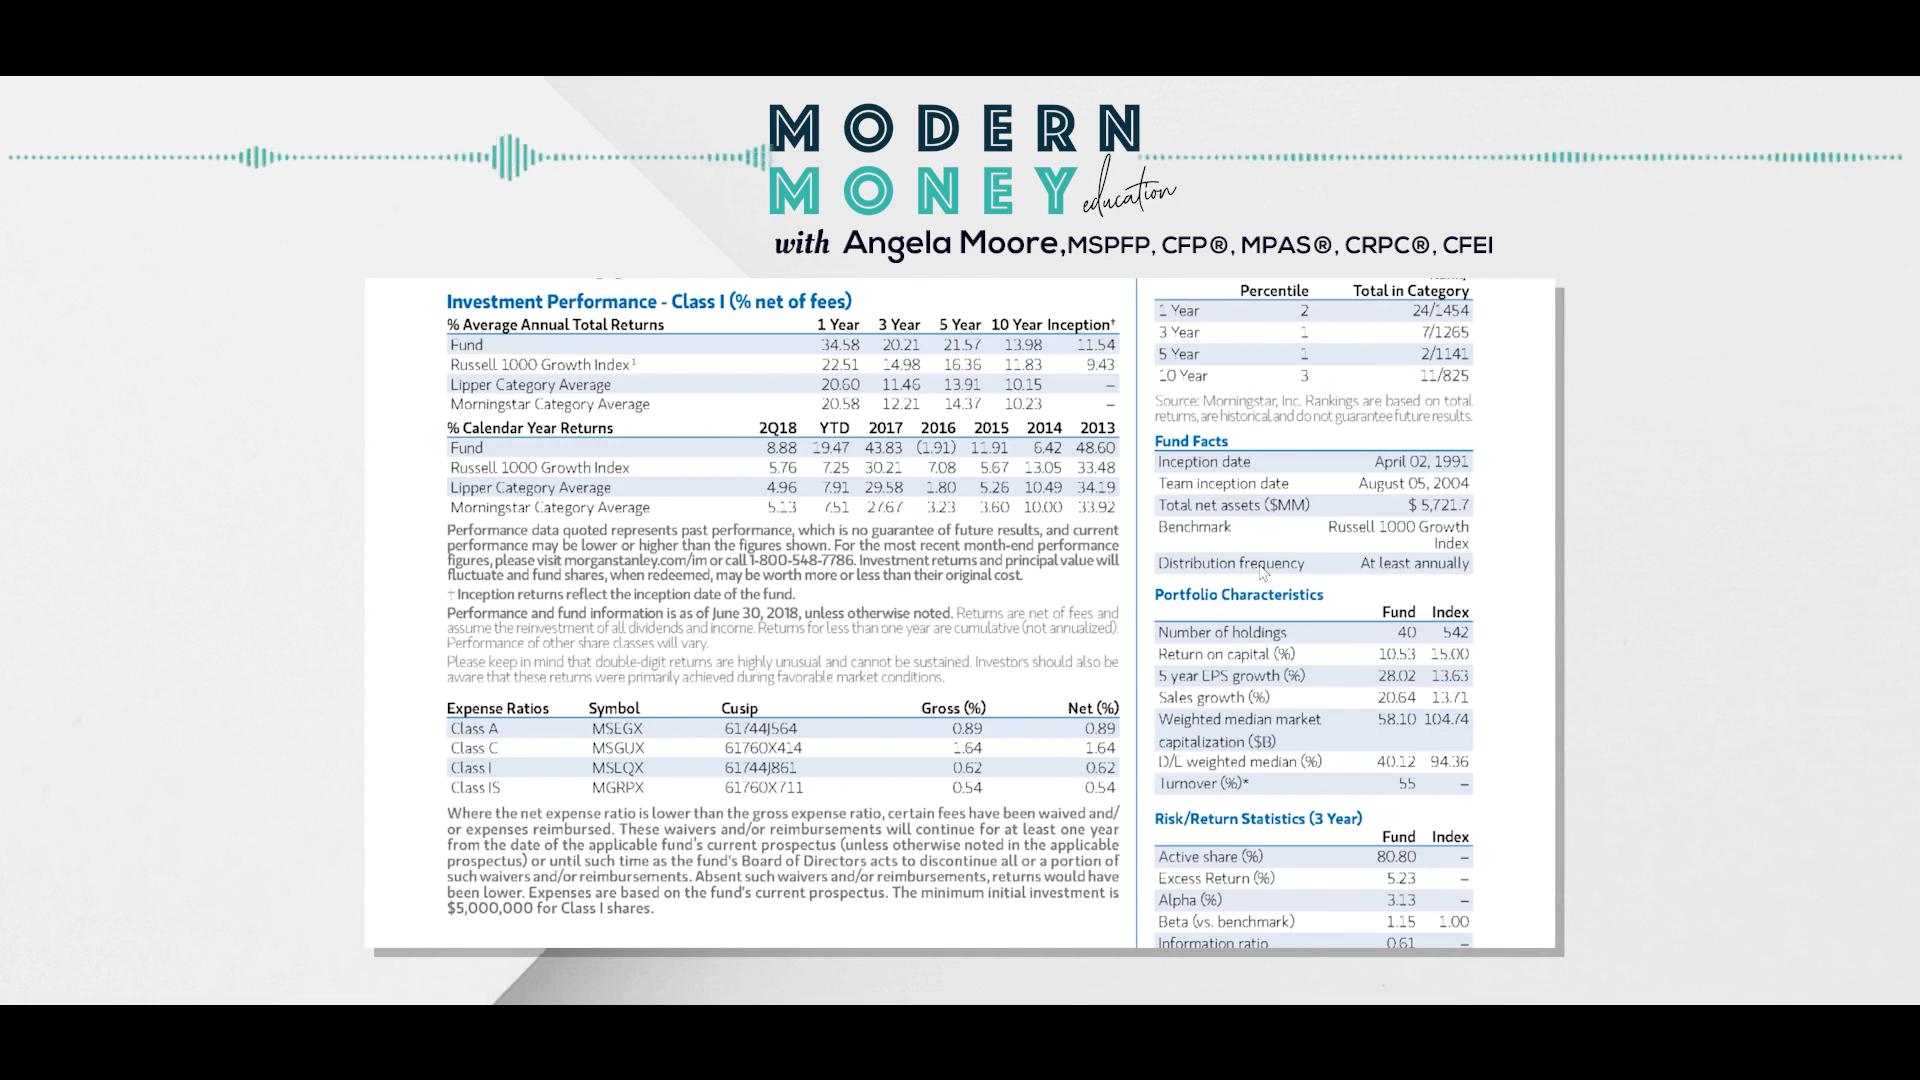 MODERN
MONEY education
with Angela Moore, MSPFP, CFP®, MPAS®, CRPC®, CFEI
Investment Performance - Class I (% net of fees)
% Average Annual Total Returns 1 Year 3 Year 5 Year 10 Year Inception†
Fund 34.58 20.21 21.57 13.98 11.54
Russell 1000 Growth Index¹ 22.51 14.98 16.36 11.83 9.43
Lipper Category Average 20.60 11.46 13.91 10.15 –
Morningstar Category Average 20.58 12.21 14.37 10.23 –
% Calendar Year Returns 2Q18 YTD 2017 2016 2015 2014 2013
Fund 8.88 19.47 43.83 (1.91) 11.91 6.42 48.60
Russell 1000 Growth Index 5.76 7.25 30.21 7.08 5.67 13.05 33.48
Lipper Category Average 4.96 7.91 29.58 1.80 5.26 10.49 34.19
Morningstar Category Average 5.13 7.51 27.67 3.23 3.60 10.00 33.92
Performance data quoted represents past performance, which is no guarantee of future results, and current
performance may be lower or higher than the figures shown. For the most recent month-end performance
figures, please visit morganstanley.com/im or call 1-800-548-7786. Investment returns and principal value will
fluctuate and fund shares, when redeemed, may be worth more or less than their original cost.
† Inception returns reflect the inception date of the fund.
Performance and fund information is as of June 30, 2018, unless otherwise noted. Returns are net of fees and
assume the reinvestment of all dividends and income. Returns for less than one year are cumulative (not annualized).
Performance of other share classes will vary.
Please keep in mind that double-digit returns are highly unusual and cannot be sustained. Investors should also be
aware that these returns were primarily achieved during favorable market conditions.
Expense Ratios Symbol Cusip Gross (%) Net (%)
Class A MSEGX 61744J564 0.89 0.89
Class C MSGUX 61760X414 1.64 1.64
Class I MSEQX 61744J861 0.62 0.62
Class IS MGRPX 61760X711 0.54 0.54
Where the net expense ratio is lower than the gross expense ratio, certain fees have been waived and/
or expenses reimbursed. These waivers and/or reimbursements will continue for at least one year
from the date of the applicable fund's current prospectus (unless otherwise noted in the applicable
prospectus) or until such time as the fund's Board of Directors acts to discontinue all or a portion of
such waivers and/or reimbursements. Absent such waivers and/or reimbursements, returns would have
been lower. Expenses are based on the fund's current prospectus. The minimum initial investment is
$5,000,000 for Class I shares.
Percentile Total in Category
1 Year 2 24/1454
3 Year 1 7/1265
5 Year 1 2/1141
10 Year 3 11/825
Source: Morningstar, Inc. Rankings are based on total
returns, are historical and do not guarantee future results.
Fund Facts
Inception date April 02, 1991
Team inception date August 05, 2004
Total net assets ($MM) $ 5,721.7
Benchmark Russell 1000 Growth
Index
Distribution frequency At least annually
Portfolio Characteristics
Fund Index
Number of holdings 40 542
Return on capital (%) 10.53 15.00
5 year EPS growth (%) 28.02 13.63
Sales growth (%) 20.64 13.71
Weighted median market 58.10 104.74
capitalization ($B)
D/L weighted median (%) 40.12 94.36
Turnover (%)* 55 –
Risk/Return Statistics (3 Year)
Fund Index
Active share (%) 80.80 –
Excess Return (%) 5.23 –
Alpha (%) 3.13 –
Beta (vs. benchmark) 1.15 1.00
Information ratio 0.61 –